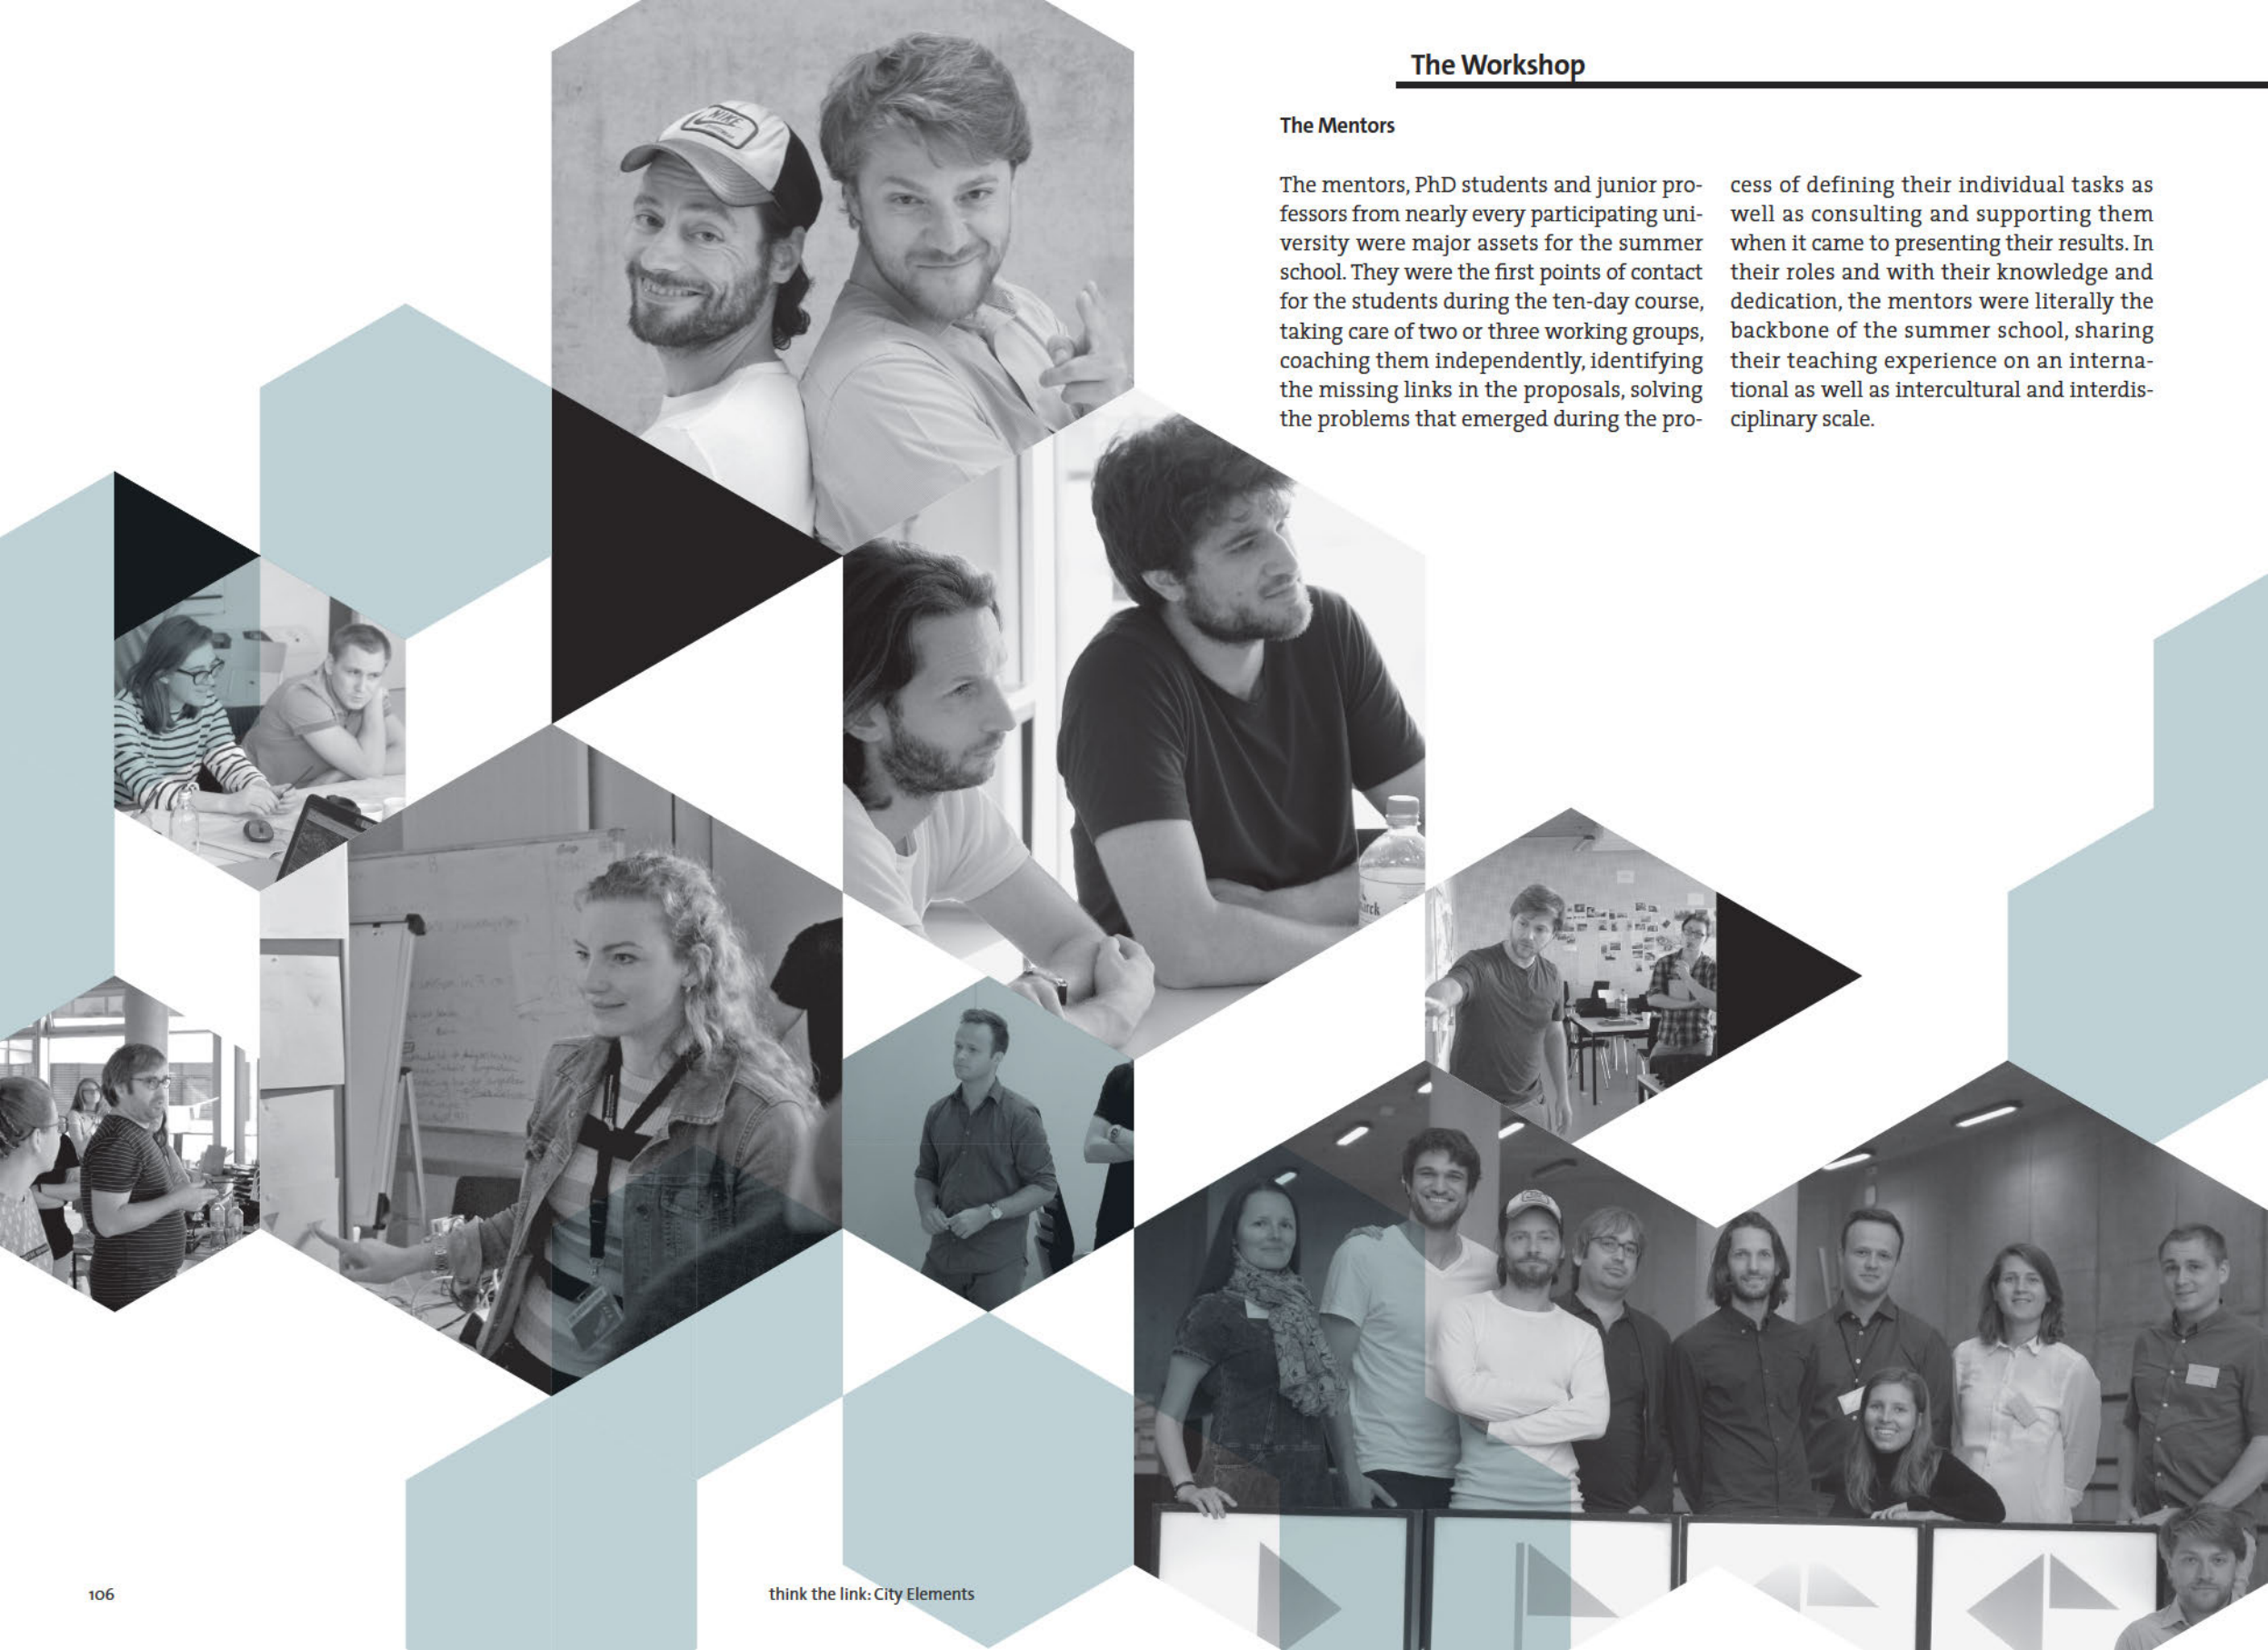 The Workshop
The Mentors
The mentors, PhD students and junior pro-
fessors from nearly every participating uni-
versity were major assets for the summer
school. They were the first points of contact
for the students during the ten-day course,
taking care of two or three working groups,
coaching them independently, identifying
the missing links in the proposals, solving
the problems that emerged during the pro-
cess of defining their individual tasks as
well as consulting and supporting them
when it came to presenting their results. In
their roles and with their knowledge and
dedication, the mentors were literally the
backbone of the summer school, sharing
their teaching experience on an interna-
tional as well as intercultural and interdis-
ciplinary scale.
NIKE
106
think the link: City Elements